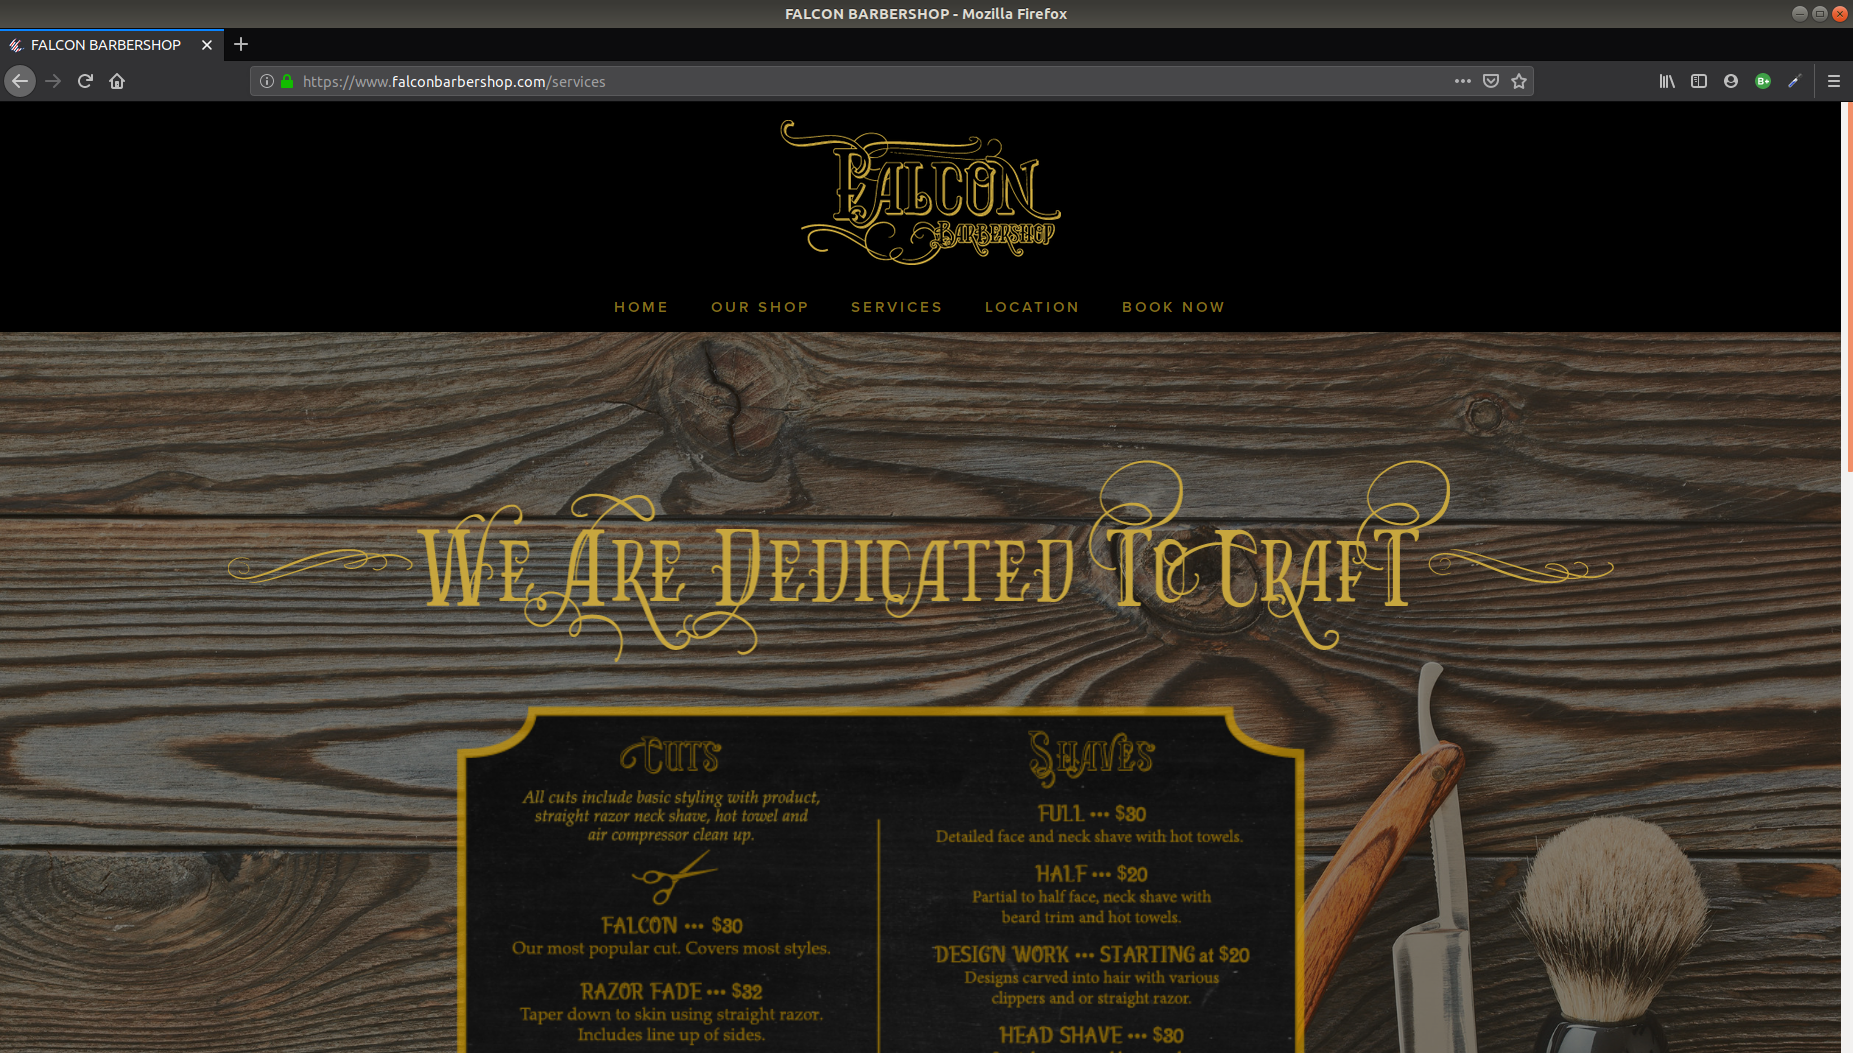 FALCON BARBERSHOP - Mozilla Firefox
FALCON BARBERSHOP
https://www.falconbarbershop.com/services
B+
FALCON
BARBERSHOP
HOME OUR SHOP SERVICES LOCATION BOOK NOW
WE ARE DEDICATED TO CRAFT
CUTS
All cuts include basic styling with product,
straight razor neck shave, hot towel and
air compressor clean up.
FALCON ••• $30
Our most popular cut. Covers most styles.
RAZOR FADE ••• $32
Taper down to skin using straight razor.
Includes line up of sides.
SHAVES
FULL ••• $30
Detailed face and neck shave with hot towels.
HALF ••• $20
Partial to half face, neck shave with
beard trim and hot towels.
DESIGN WORK ••• STARTING at $20
Designs carved into hair with various
clippers and or straight razor.
HEAD SHAVE ••• $30